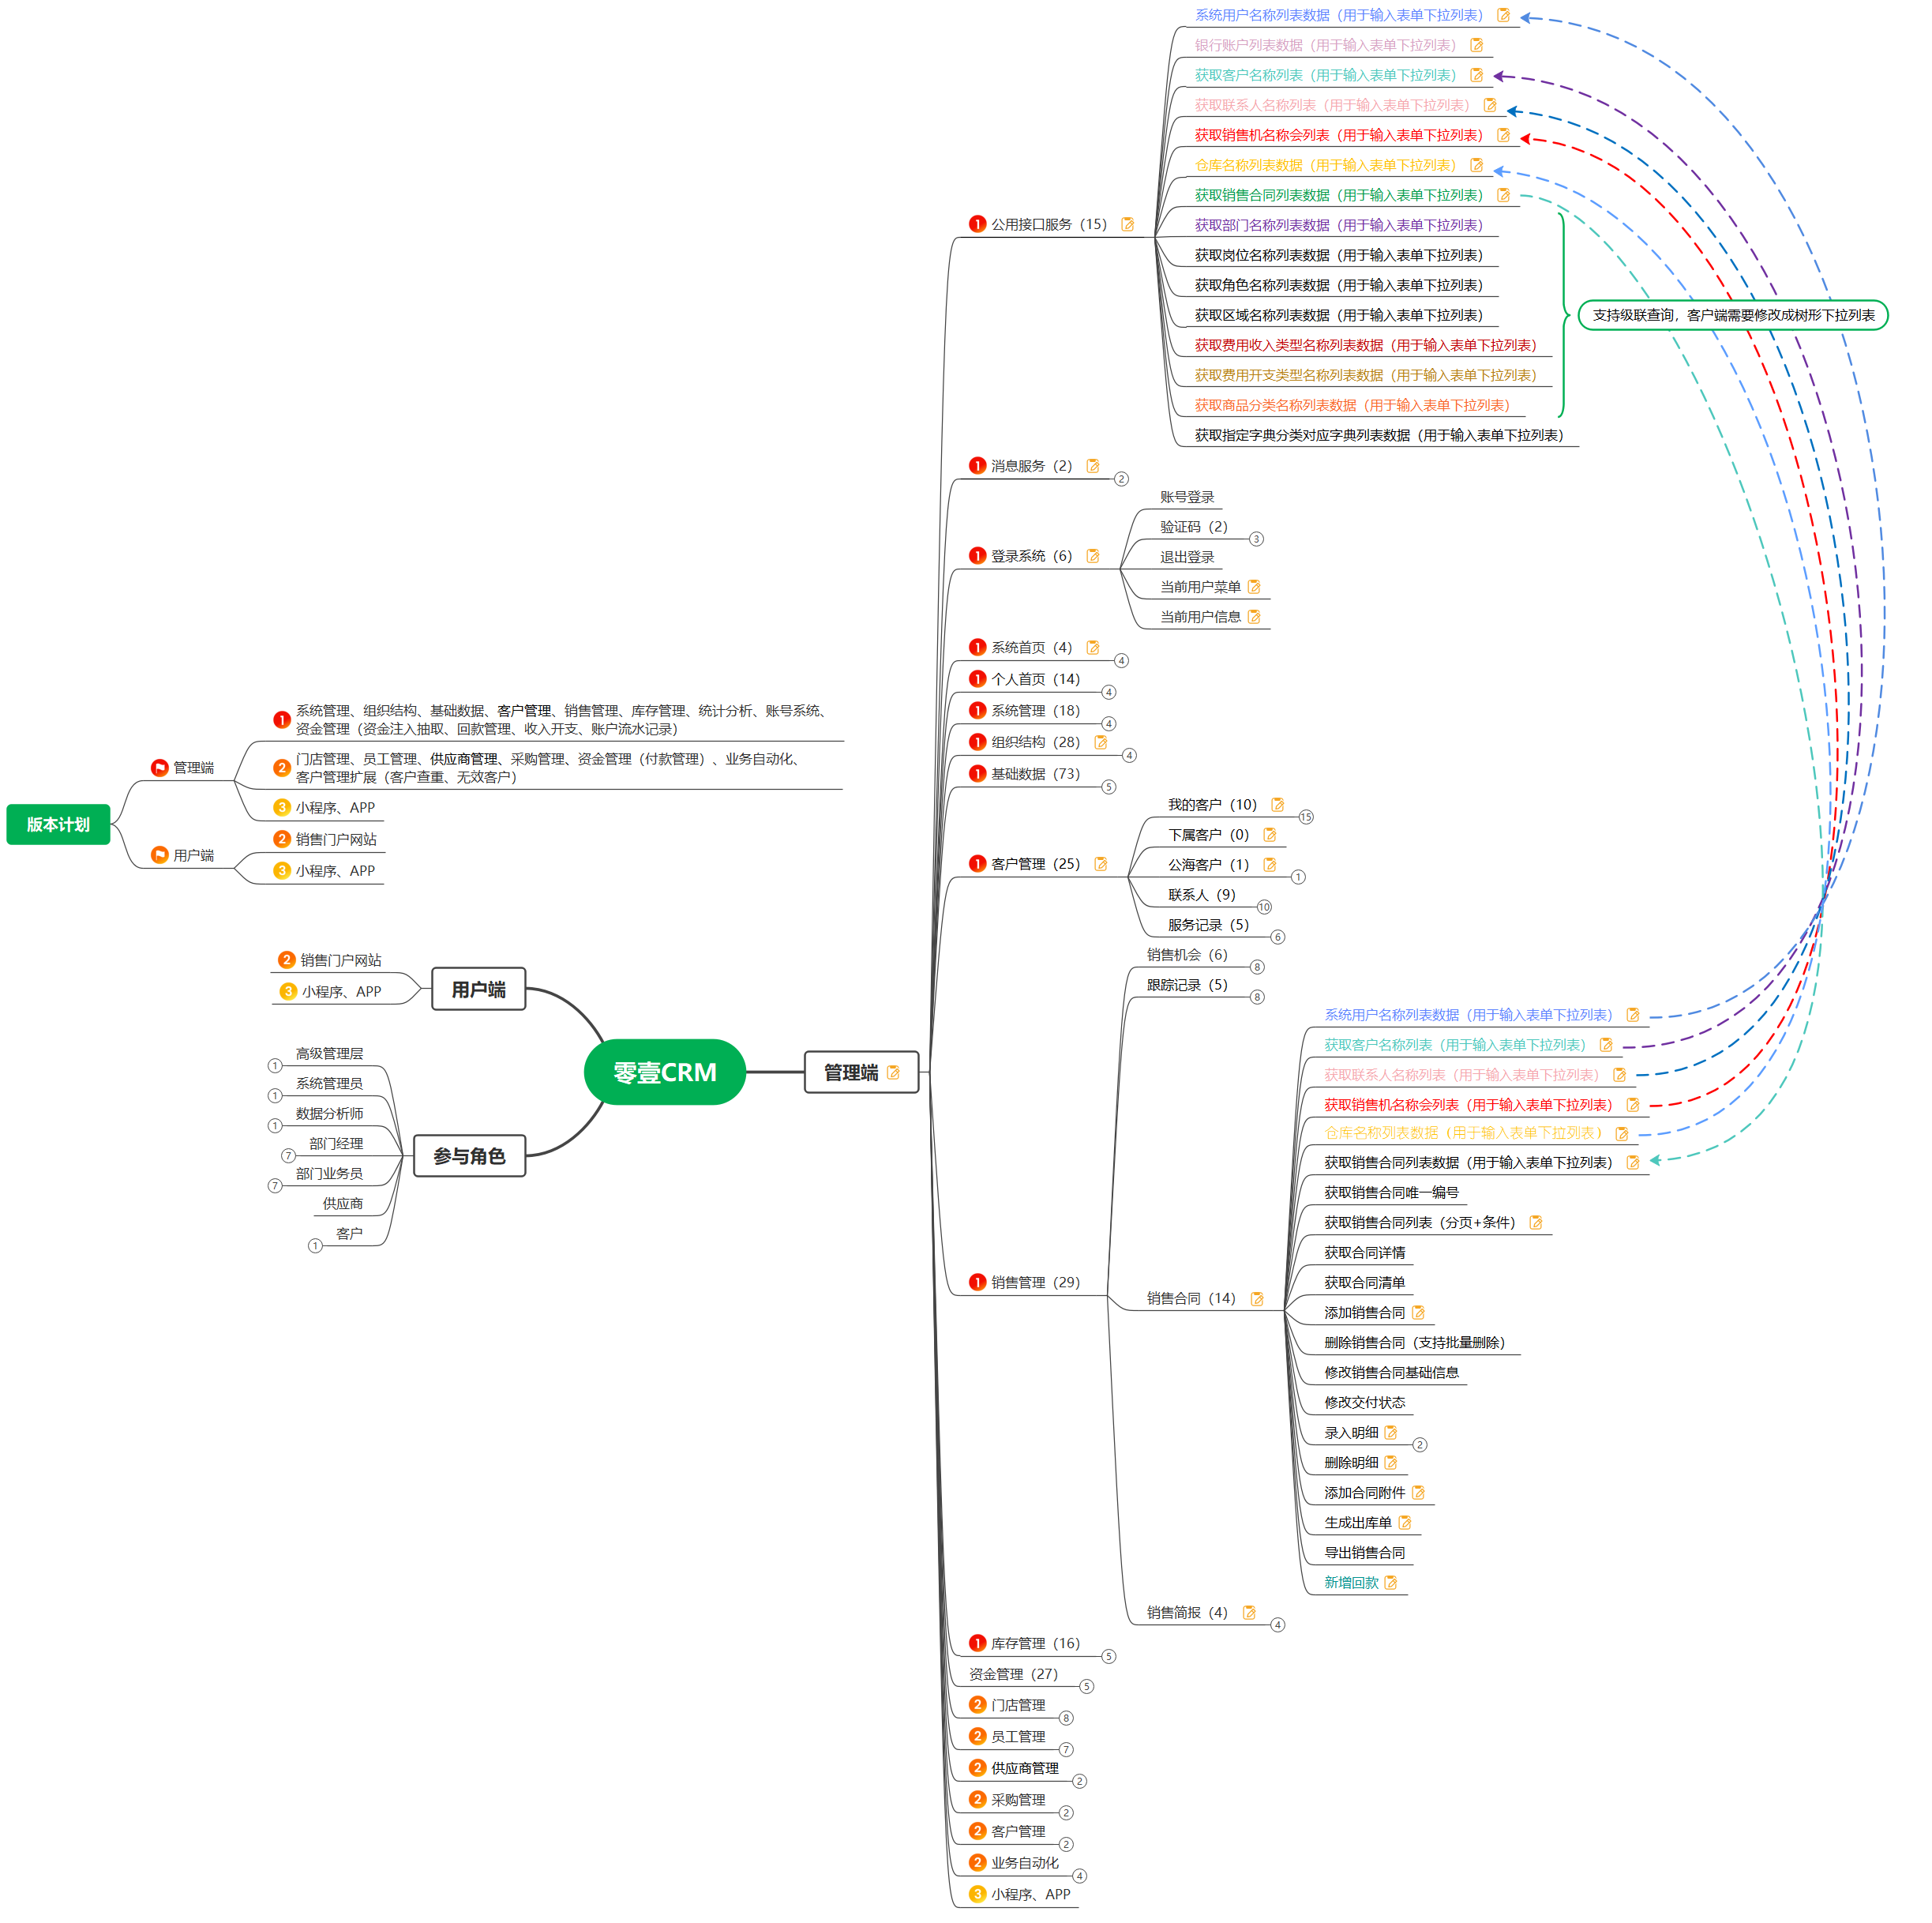 版本计划
管理端
1
系统管理、组织结构、基础数据、客户管理、销售管理、库存管理、统计分析、账号系统、
资金管理（资金注入抽取、回款管理、收入开支、账户流水记录）
2
门店管理、员工管理、供应商管理、采购管理、资金管理（付款管理）、业务自动化、
客户管理扩展（客户查重、无效客户）
3 小程序、APP
用户端
2 销售门户网站
3 小程序、APP
零壹CRM
用户端
2 销售门户网站
3 小程序、APP
参与角色
高级管理层
1
系统管理员
1
数据分析师
1
部门经理
7
部门业务员
7
供应商
客户
1
管理端
1 公用接口服务（15）
系统用户名称列表数据（用于输入表单下拉列表）
银行账户列表数据（用于输入表单下拉列表）
获取客户名称列表（用于输入表单下拉列表）
获取联系人名称列表（用于输入表单下拉列表）
获取销售机名称会列表（用于输入表单下拉列表）
仓库名称列表数据（用于输入表单下拉列表）
获取销售合同列表数据（用于输入表单下拉列表）
获取部门名称列表数据（用于输入表单下拉列表）
获取岗位名称列表数据（用于输入表单下拉列表）
获取角色名称列表数据（用于输入表单下拉列表）
获取区域名称列表数据（用于输入表单下拉列表）
获取费用收入类型名称列表数据（用于输入表单下拉列表）
获取费用开支类型名称列表数据（用于输入表单下拉列表）
获取商品分类名称列表数据（用于输入表单下拉列表）
获取指定字典分类对应字典列表数据（用于输入表单下拉列表）
支持级联查询，客户端需要修改成树形下拉列表
1 消息服务（2）
2
1 登录系统（6）
账号登录
验证码（2）
3
退出登录
当前用户菜单
当前用户信息
1 系统首页（4）
4
1 个人首页（14）
4
1 系统管理（18）
4
1 组织结构（28）
4
1 基础数据（73）
5
1 客户管理（25）
我的客户（10）
15
下属客户（0）
公海客户（1）
1
联系人（9）
10
服务记录（5）
6
1 销售管理（29）
销售机会（6）
8
跟踪记录（5）
8
销售合同（14）
系统用户名称列表数据（用于输入表单下拉列表）
获取客户名称列表（用于输入表单下拉列表）
获取联系人名称列表（用于输入表单下拉列表）
获取销售机名称会列表（用于输入表单下拉列表）
仓库名称列表数据（用于输入表单下拉列表）
获取销售合同列表数据（用于输入表单下拉列表）
获取销售合同唯一编号
获取销售合同列表（分页+条件）
获取合同详情
获取合同清单
添加销售合同
删除销售合同（支持批量删除）
修改销售合同基础信息
修改交付状态
录入明细
2
删除明细
添加合同附件
生成出库单
导出销售合同
新增回款
销售简报（4）
4
1 库存管理（16）
5
资金管理（27）
5
2 门店管理
8
2 员工管理
7
2 供应商管理
2
2 采购管理
2
2 客户管理
2
2 业务自动化
4
3 小程序、APP